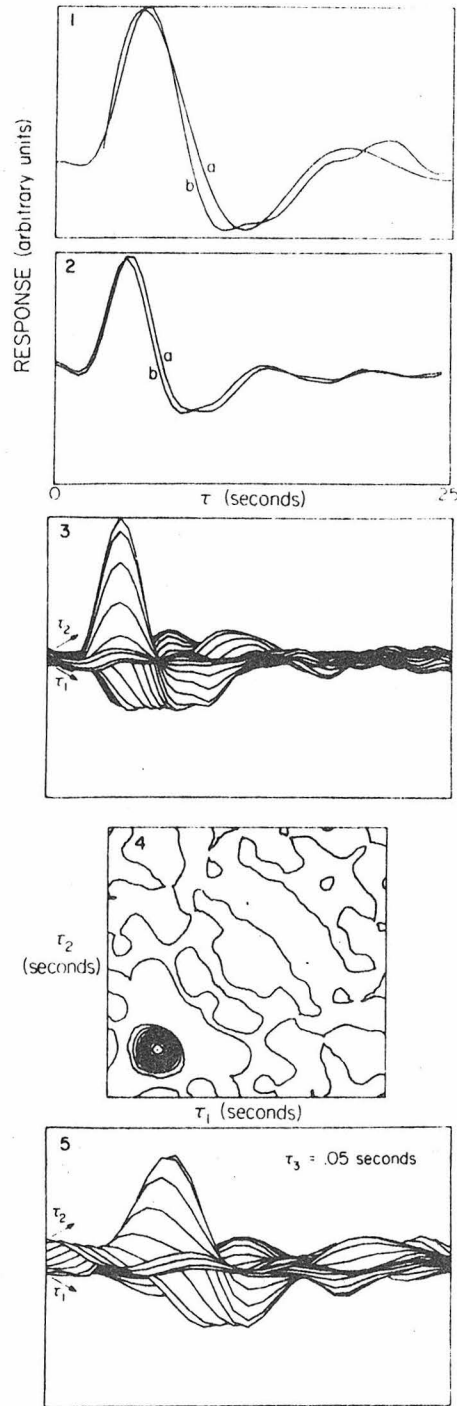 1
RESPONSE (arbitrary units)
a
b
2
a
b
0
25
τ (seconds)
3
τ₂
τ₁
4
τ₂
(seconds)
τ₁ (seconds)
5
τ₃ = .05 seconds
τ₂
τ₁